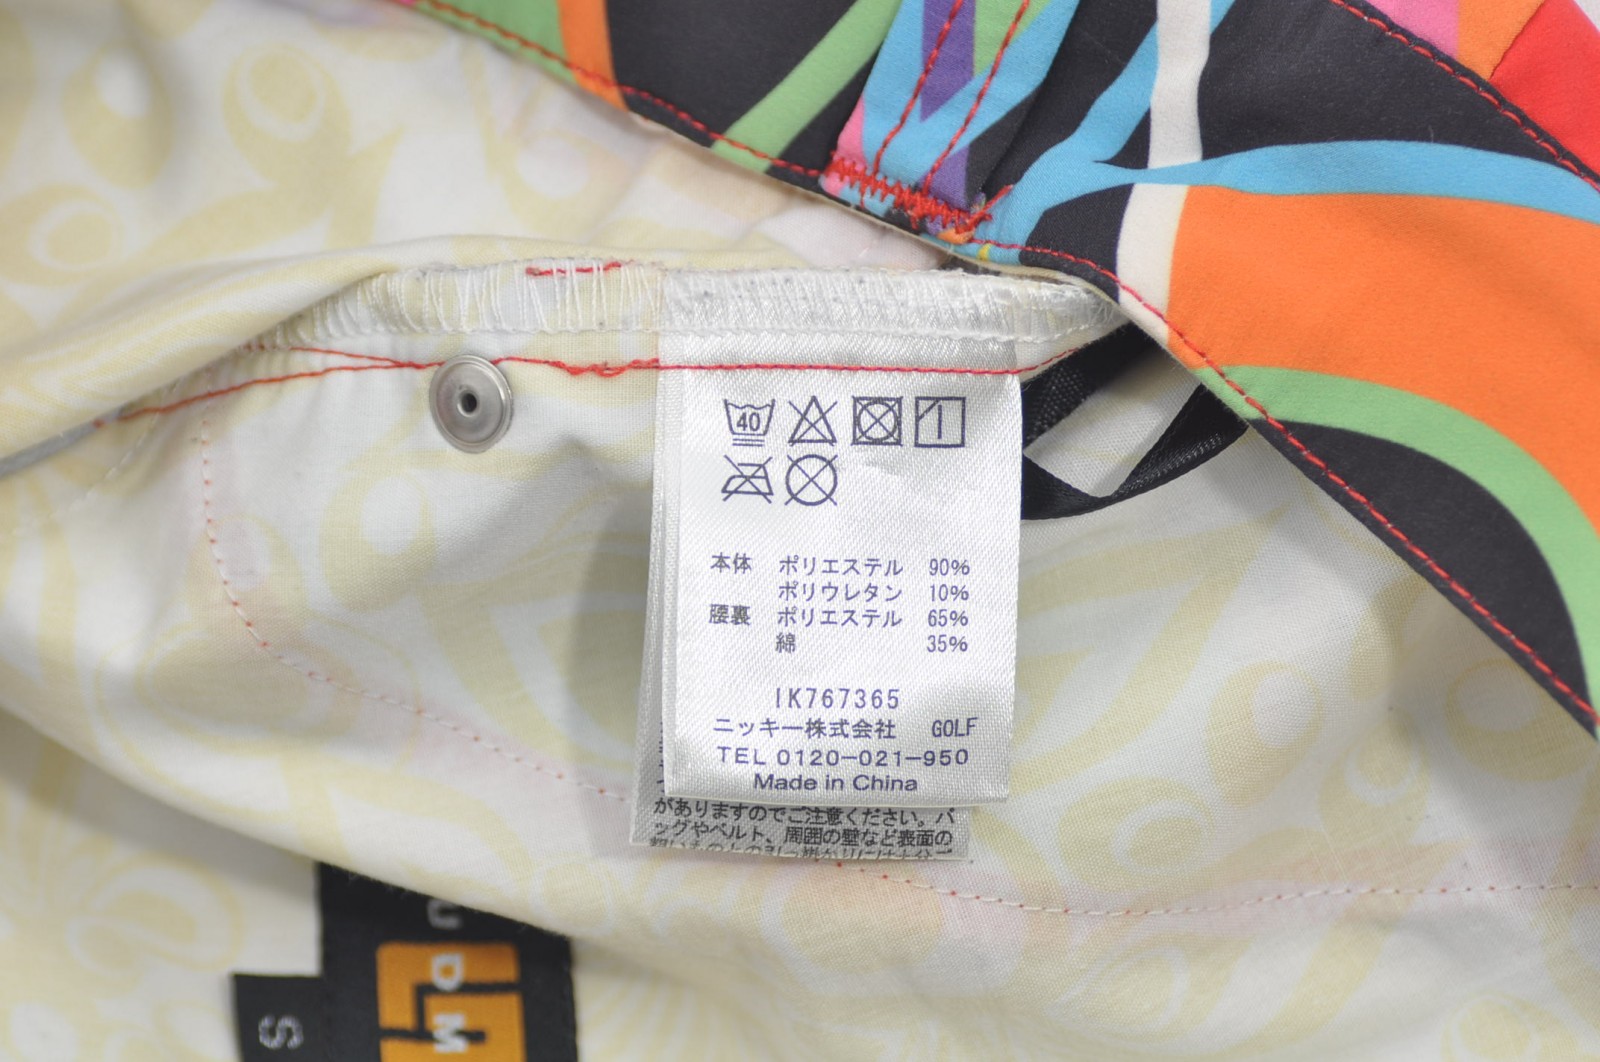 40
本体 ポリエステル 90%
ポリウレタン 10%
腰裏 ポリエステル 65%
綿 35%
IK767365
ニッキー株式会社 GOLF
TEL 0120-021-950
Made in China
がありますのでご注意ください。バ
ッグやベルト、周囲の壁など表面の
UDM
S